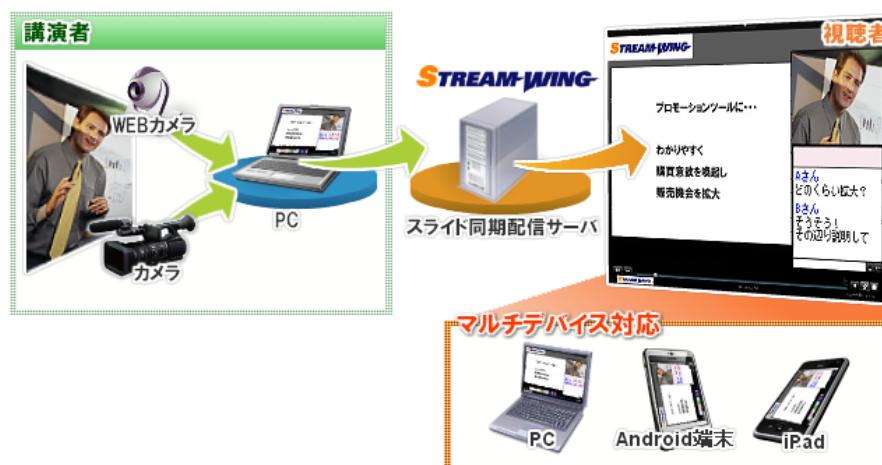 講演者
WEBカメラ
カメラ
PC
STREAM-WING
スライド同期配信サーバ
視聴者
STREAM-WING
プロモーションツールに・・・
わかりやすく
購買意欲を喚起し
販売機会を拡大
Aさん
どのくらい拡大？
Bさん
そうそう！
その辺り説明して
STREAM-WING
マルチデバイス対応
PC
Android端末
iPad